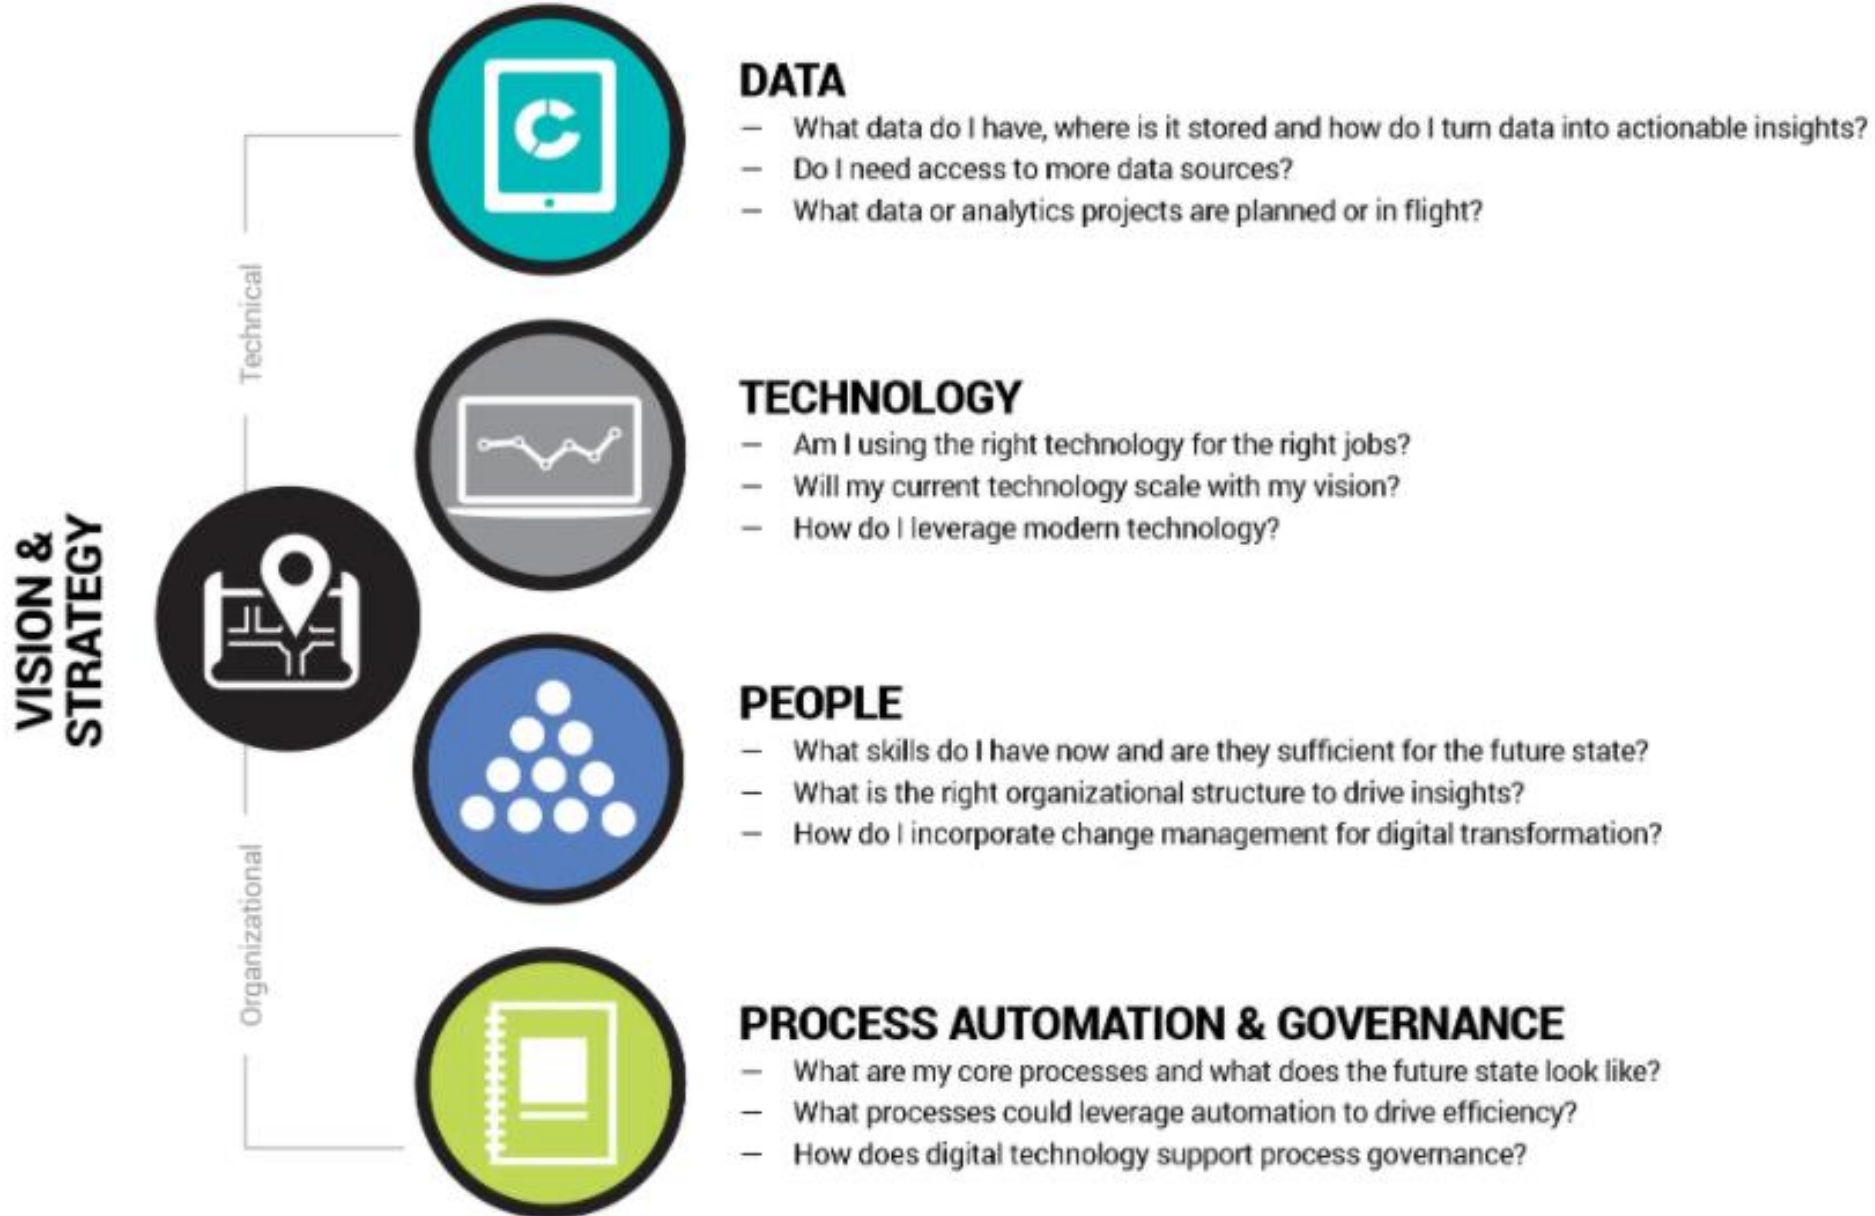 VISION &
STRATEGY
Technical
Organizational
DATA
– What data do I have, where is it stored and how do I turn data into actionable insights?
– Do I need access to more data sources?
– What data or analytics projects are planned or in flight?
TECHNOLOGY
– Am I using the right technology for the right jobs?
– Will my current technology scale with my vision?
– How do I leverage modern technology?
PEOPLE
– What skills do I have now and are they sufficient for the future state?
– What is the right organizational structure to drive insights?
– How do I incorporate change management for digital transformation?
PROCESS AUTOMATION & GOVERNANCE
– What are my core processes and what does the future state look like?
– What processes could leverage automation to drive efficiency?
– How does digital technology support process governance?